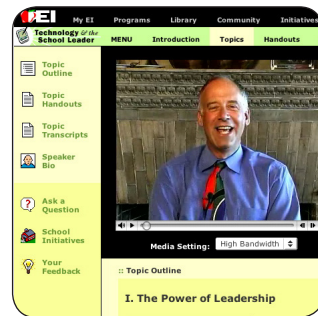 EI
My EI Programs Library Community Initiatives
Technology & the
School Leader
MENU Introduction Topics Handouts
Topic
Outline
Topic
Handouts
Topic
Transcripts
Speaker
Bio
Ask a
Question
School
Initiatives
Your
Feedback
Media Setting: High Bandwidth
:: Topic Outline
I. The Power of Leadership